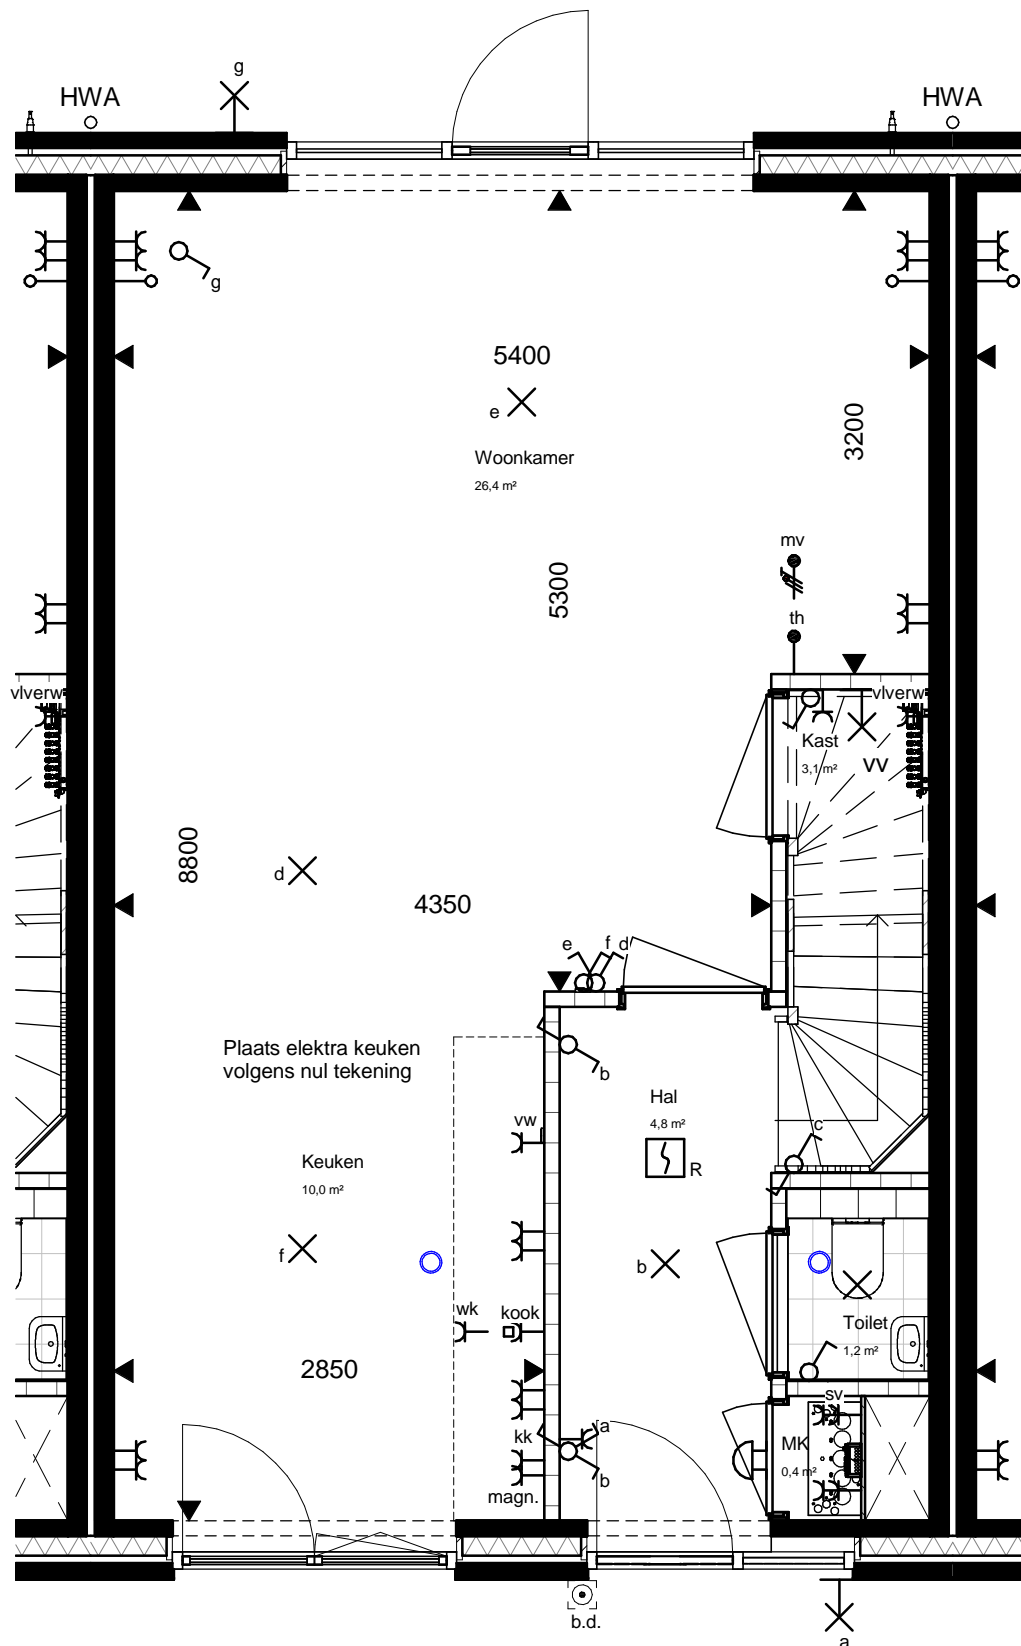 g
HWA
HWA
g
5400
e
Woonkamer
26,4 m²
3200
mv
5300
th
vlverw
vlverw
Kast
3,1 m²
VV
8800
d
4350
e
f
d
b
Plaats elektra keuken
volgens nul tekening
Hal
4,8 m²
R
c
vw
Keuken
10,0 m²
f
b
wk
kook
Toilet
1,2 m²
2850
sv
a
kk
MK
0,4 m²
b
magn.
b.d.
a